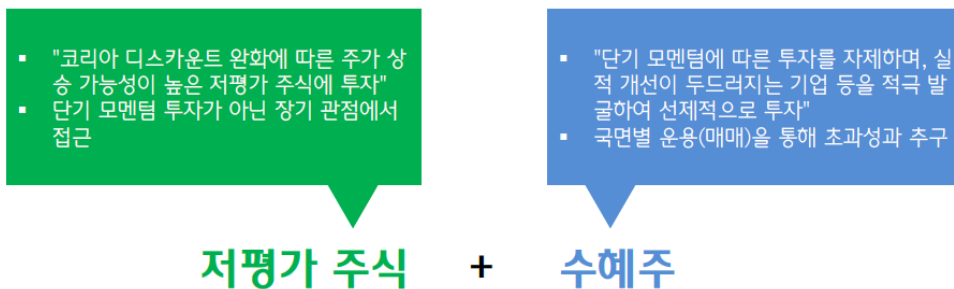 ▪ "코리아 디스카운트 완화에 따른 주가 상
승 가능성이 높은 저평가 주식에 투자"
▪ 단기 모멘텀 투자가 아닌 장기 관점에서
접근
▪ "단기 모멘텀에 따른 투자를 자제하며, 실
적 개선이 두드러지는 기업 등을 적극 발
굴하여 선제적으로 투자"
▪ 국면별 운용(매매)을 통해 초과성과 추구
저평가 주식 + 수혜주